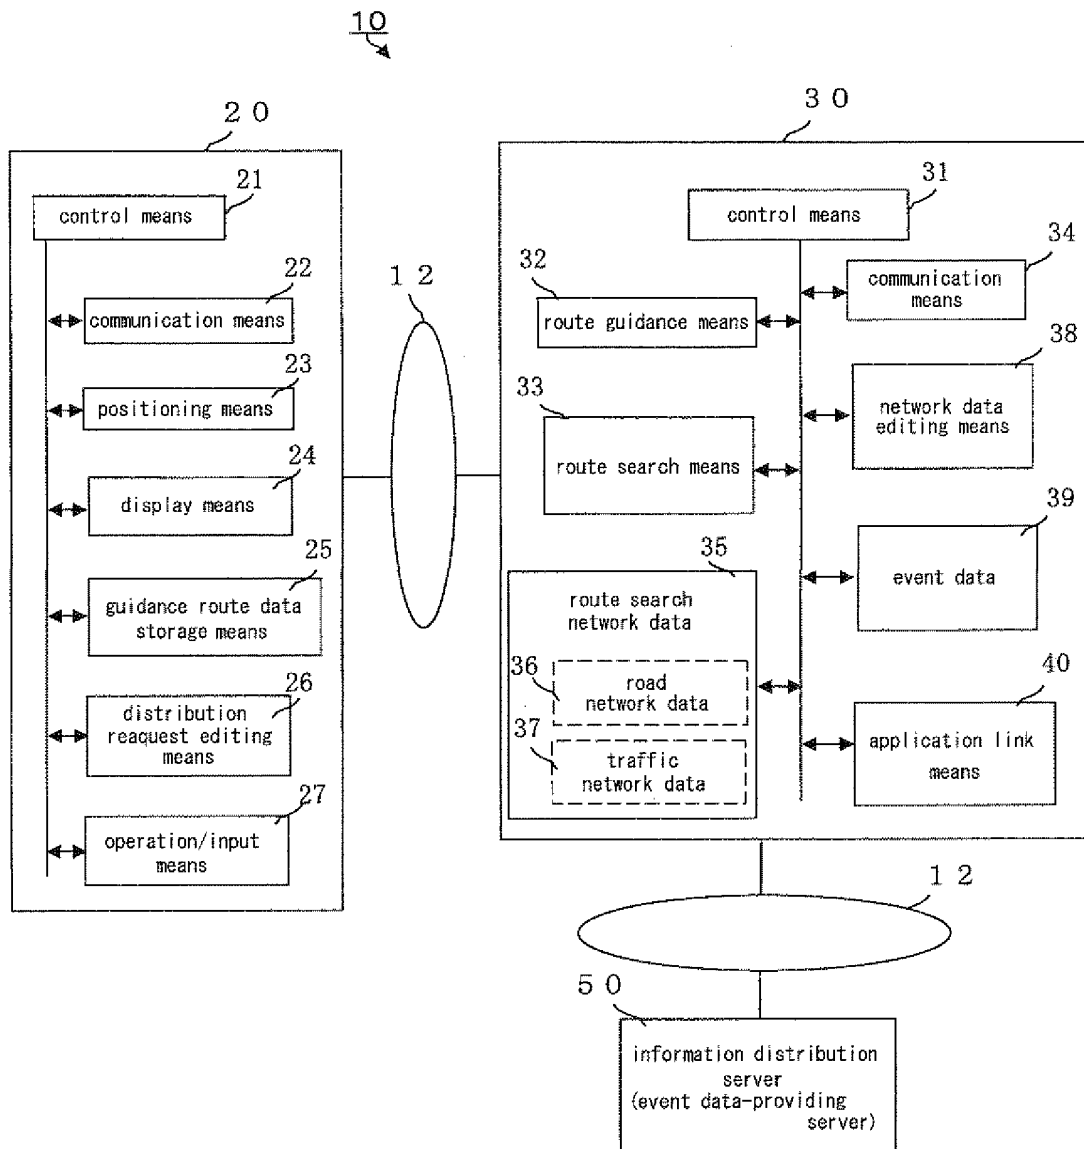 10
２０
21
control means
22
communication means
23
positioning means
24
display means
25
guidance route data
storage means
26
distribution
reaquest editing
means
27
operation/input
means
１２
３０
31
control means
32
route guidance means
33
route search means
34
communication
means
38
network data
editing means
39
event data
35
route search
network data
36
road
network data
37
traffic
network data
40
application link
means
１２
５０
information distribution
server
(event data-providing
server)